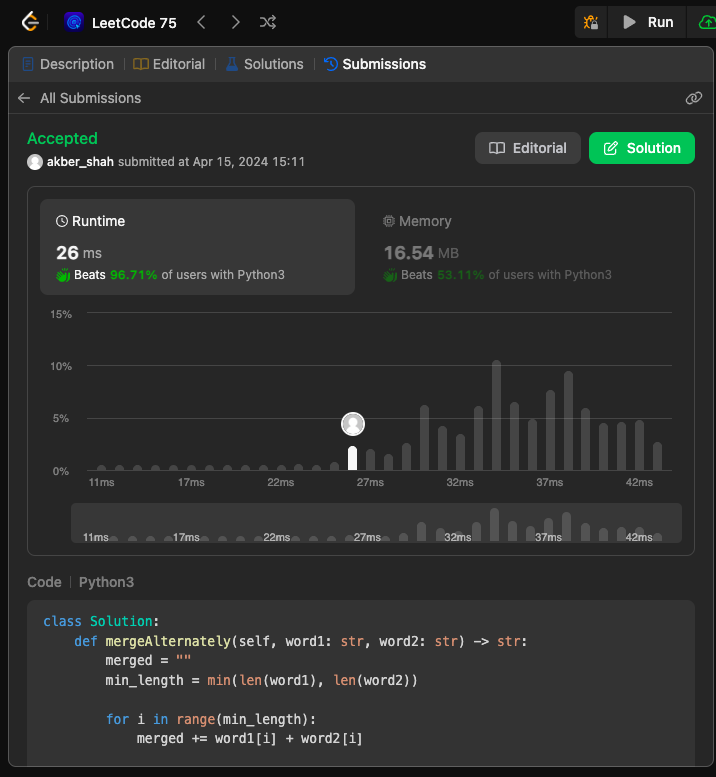 LeetCode 75
Run
Description
Editorial
Solutions
Submissions
All Submissions
Accepted
akber_shah submitted at Apr 15, 2024 15:11
Editorial
Solution
Runtime
26 ms
Beats 96.71% of users with Python3
Memory
16.54 MB
Beats 53.11% of users with Python3
15%
10%
5%
0%
11ms 17ms 22ms 27ms 32ms 37ms 42ms
11ms 17ms 22ms 27ms 32ms 37ms 42ms
Code | Python3
class Solution:
    def mergeAlternately(self, word1: str, word2: str) -> str:
        merged = ""
        min_length = min(len(word1), len(word2))
        for i in range(min_length):
            merged += word1[i] + word2[i]